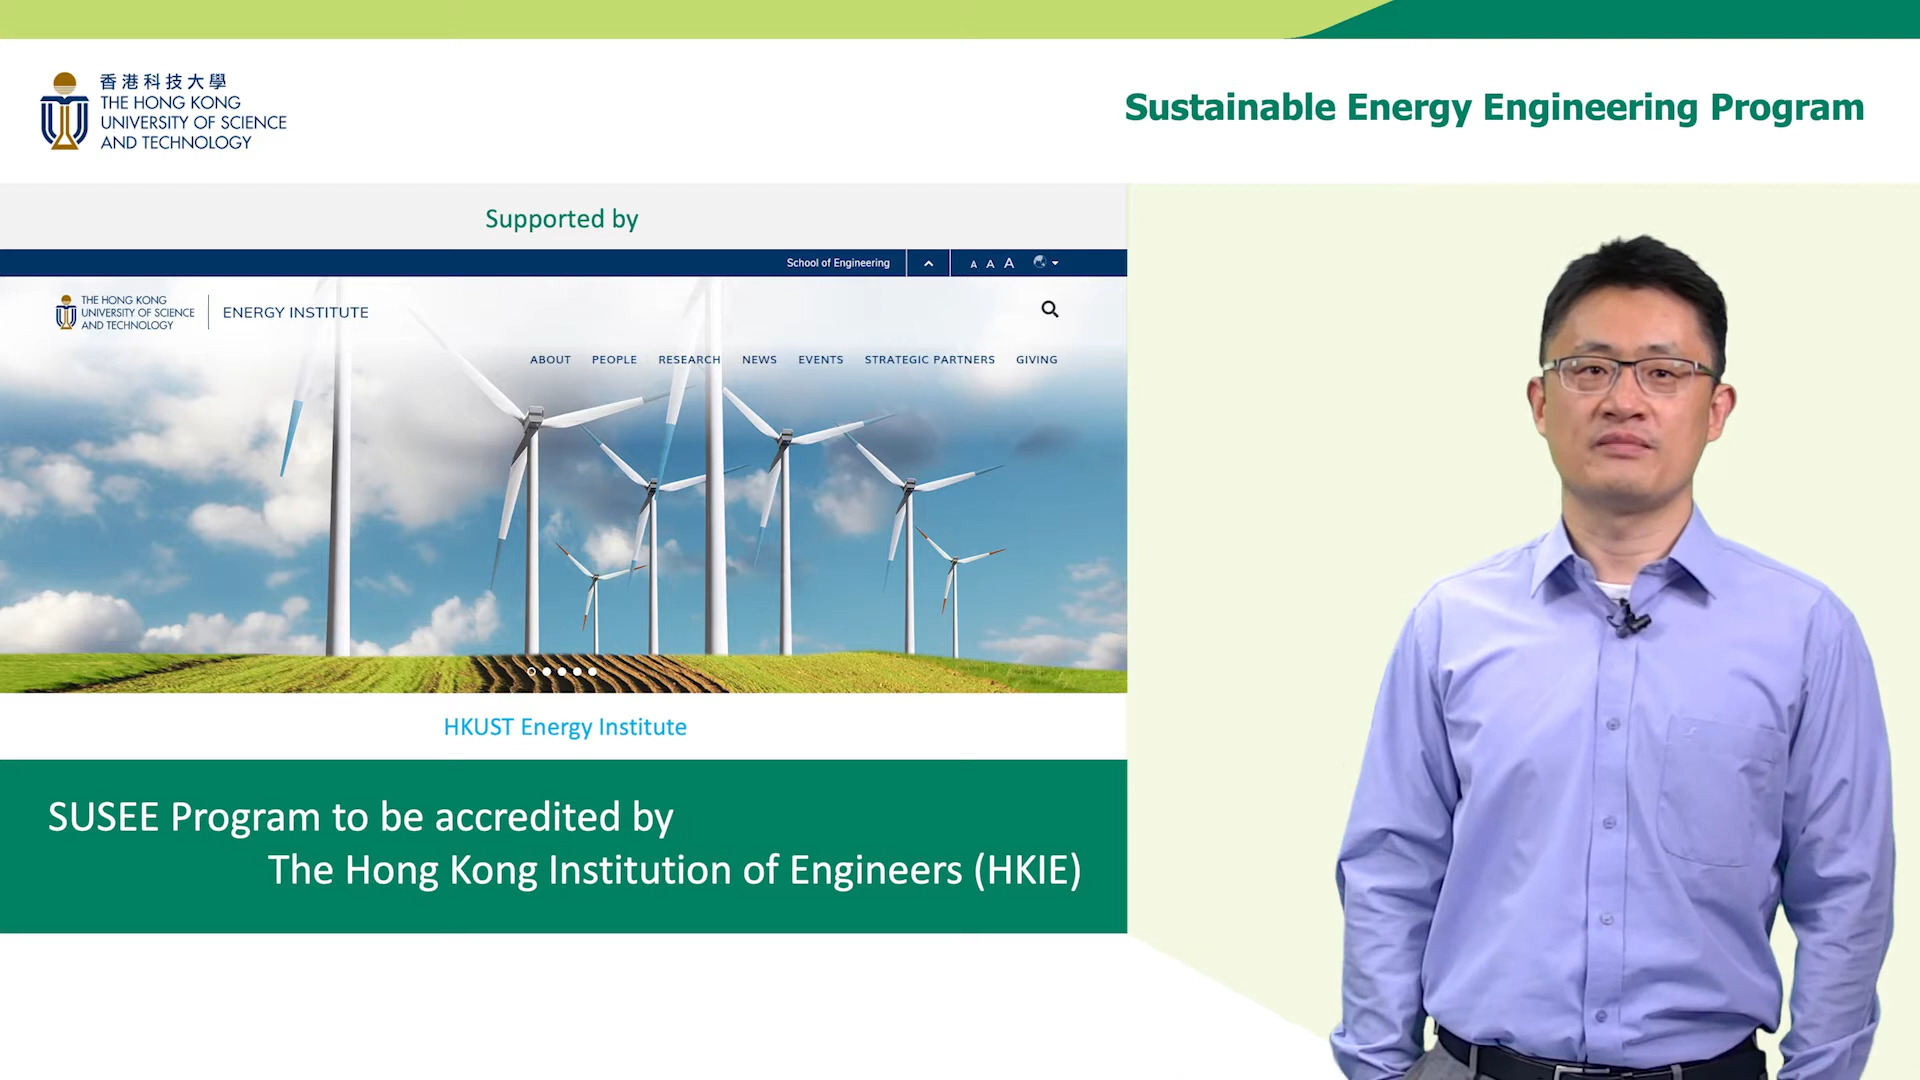 香港科技大學
THE HONG KONG
UNIVERSITY OF SCIENCE
AND TECHNOLOGY
Sustainable Energy Engineering Program
Supported by
School of Engineering
A A A
THE HONG KONG
UNIVERSITY OF SCIENCE
AND TECHNOLOGY
ENERGY INSTITUTE
ABOUT PEOPLE RESEARCH NEWS EVENTS STRATEGIC PARTNERS GIVING
HKUST Energy Institute
SUSEE Program to be accredited by
The Hong Kong Institution of Engineers (HKIE)